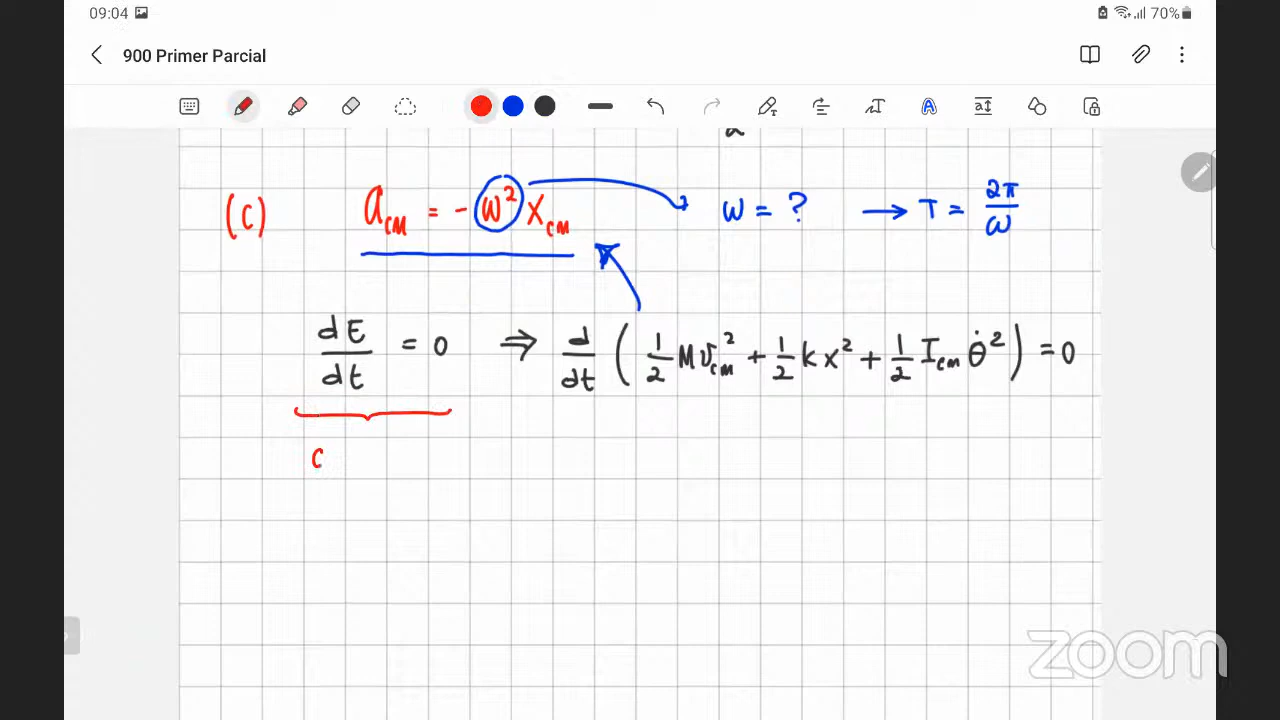 09:04 70%
900 Primer Parcial
(c) a_cm = - ω² x_cm ω = ? → T = 2π/ω
dE/dt = 0 ⇒ d/dt ( 1/2 M v_cm² + 1/2 k x² + 1/2 I_cm θ̇² ) = 0
C
zoom